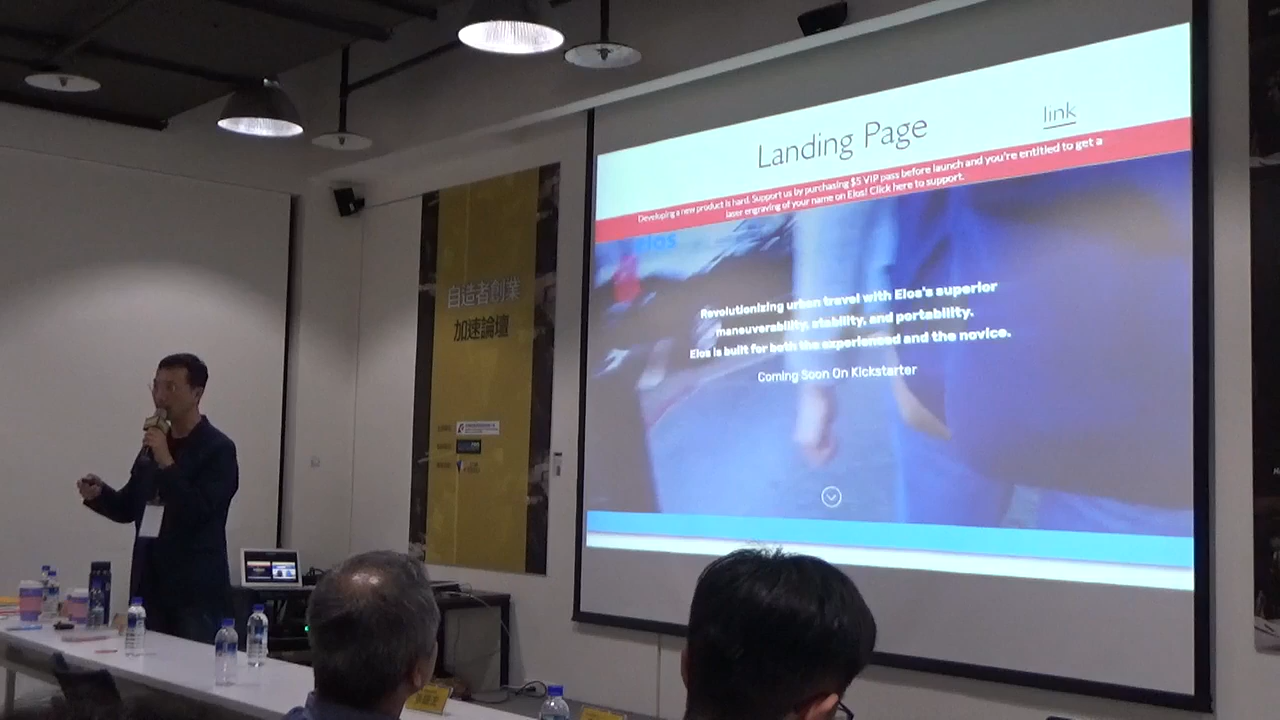 Landing Page
link
Developing a new product is hard. Support us by purchasing $5 VIP pass before launch and you're entitled to get a
laser engraving of your name on Elos! Click here to support.
elos
Revolutionizing urban travel with Elos's superior
maneuverability, stability, and portability.
Elos is built for both the experienced and the novice.
Coming Soon On Kickstarter
自造者創業
加速論壇